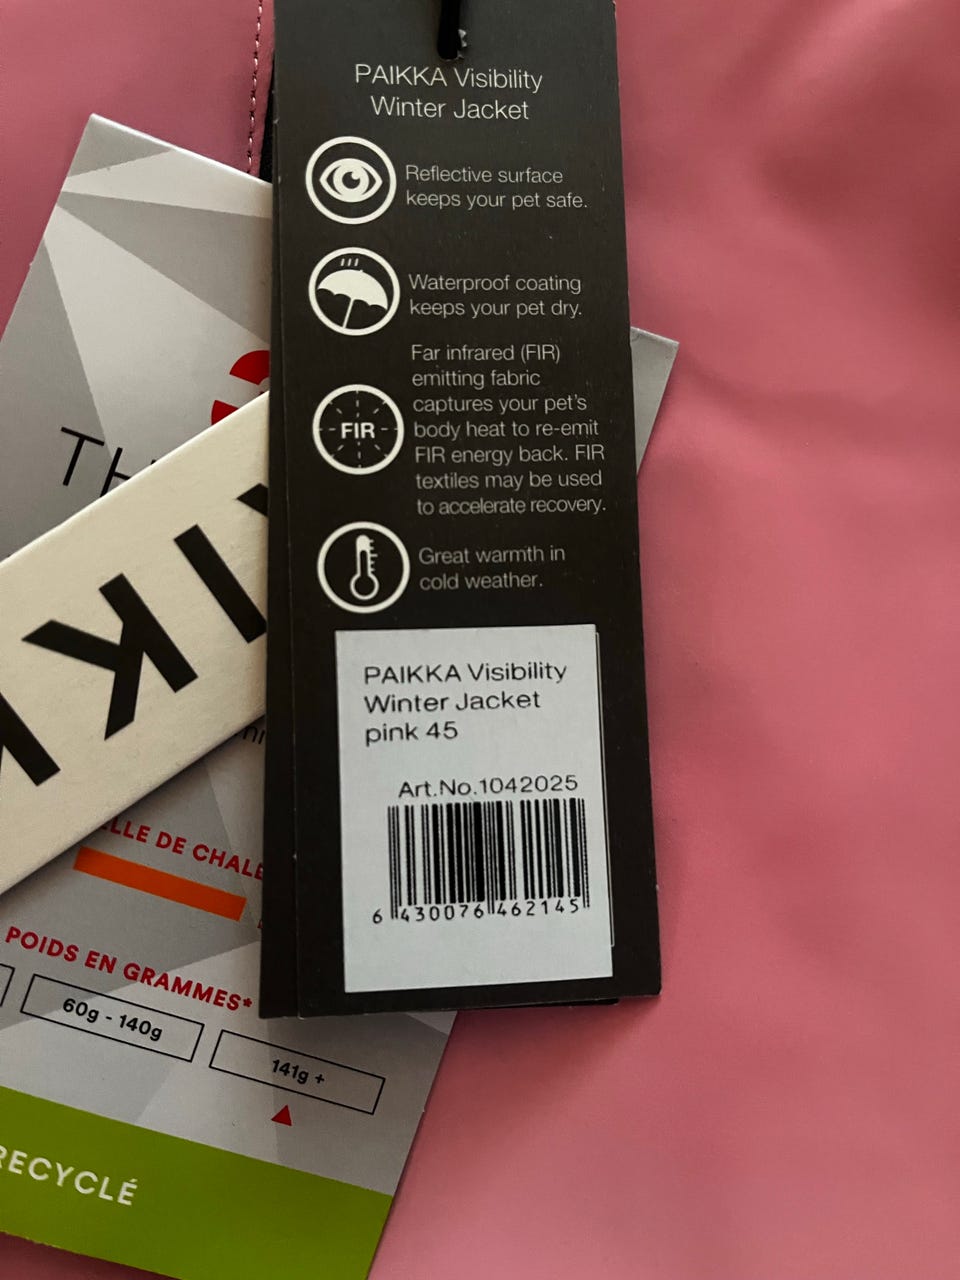 PAIKKA Visibility
Winter Jacket
Reflective surface
keeps your pet safe.
Waterproof coating
keeps your pet dry.
Far infrared (FIR)
emitting fabric
captures your pet's
body heat to re-emit
FIR energy back. FIR
textiles may be used
to accelerate recovery.
FIR
Great warmth in
cold weather.
PAIKKA Visibility
Winter Jacket
pink 45
Art.No.1042025
6 430076 462145
TH
IKK
DE
POIDS EN GRAMMES*
60g - 140g
141g +
RECYCLÉ